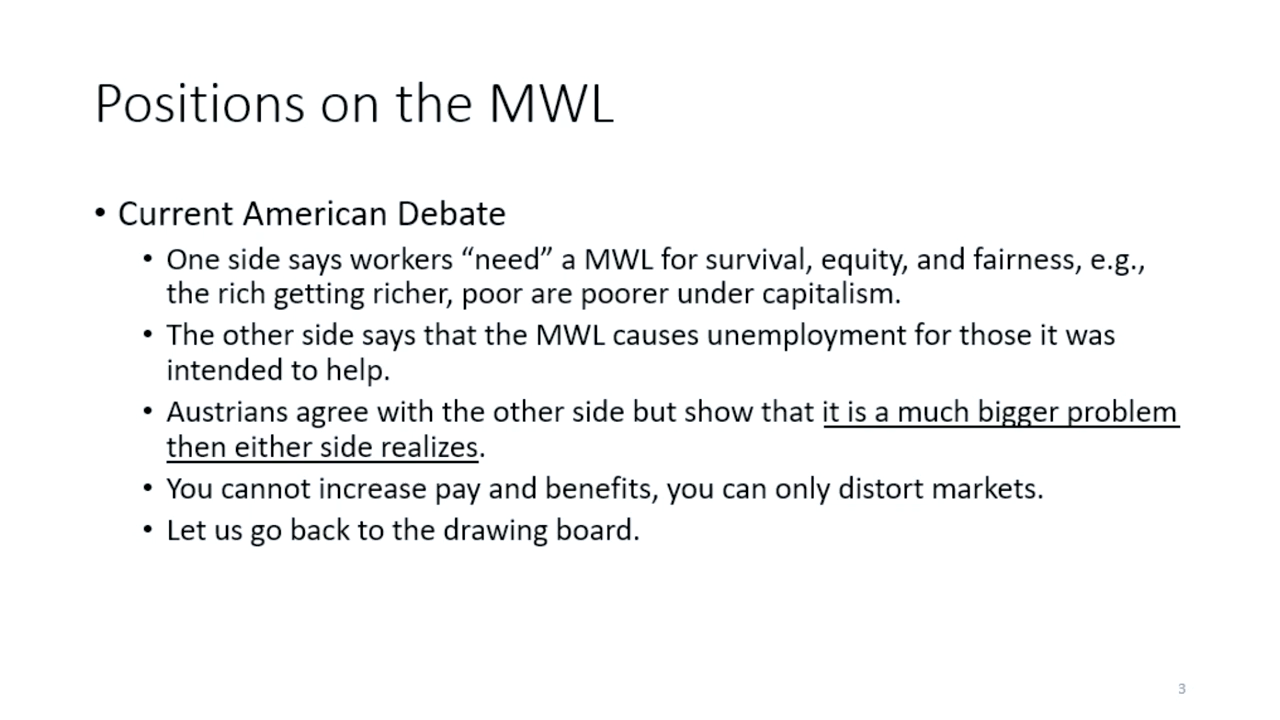 Positions on the MWL
• Current American Debate
• One side says workers “need” a MWL for survival, equity, and fairness, e.g.,
the rich getting richer, poor are poorer under capitalism.
• The other side says that the MWL causes unemployment for those it was
intended to help.
• Austrians agree with the other side but show that it is a much bigger problem
then either side realizes.
• You cannot increase pay and benefits, you can only distort markets.
• Let us go back to the drawing board.
3